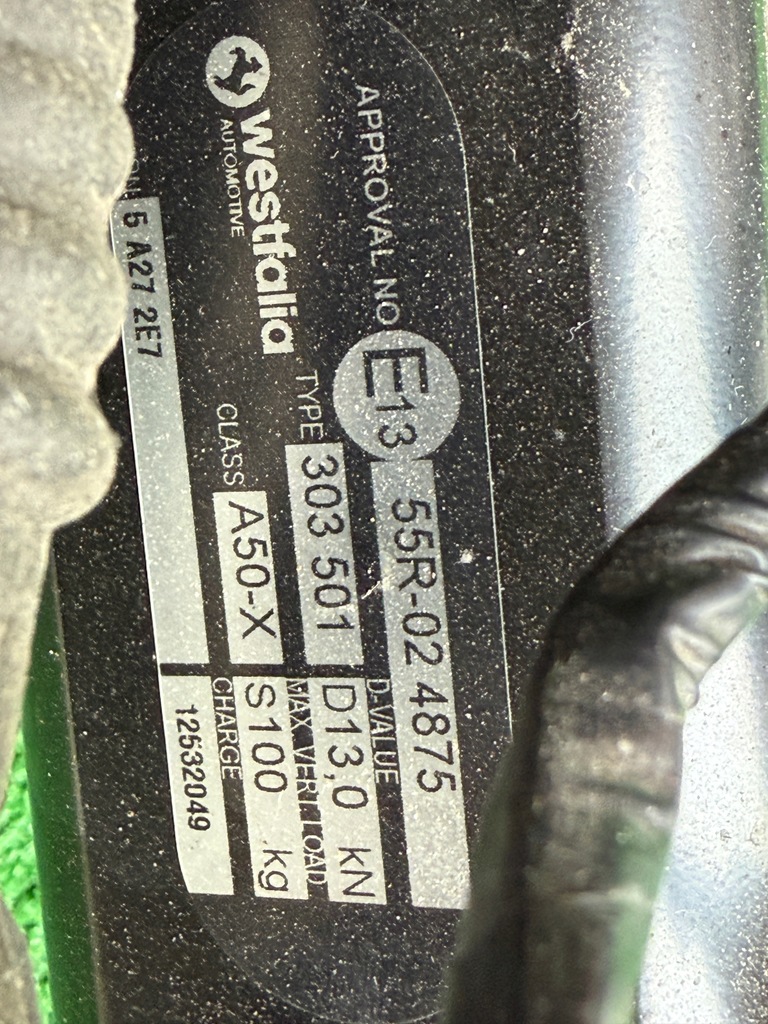 APPROVAL NO E13 55R-02 4875
westfalia
AUTOMOTIVE
TYPE 303 501
D-VALUE
D13,0 kN
CLASS A50-X
MAX VERT LOAD
S100 kg
5 A27 2E7
CHARGE
12532049